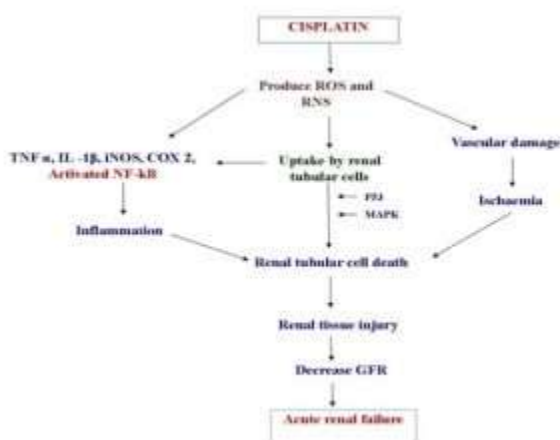 CISPLATIN
Produce ROS and
RNS
TNF α, IL -1β, iNOS, COX 2,
Activated NF-kB
Uptake by renal
tubular cells
Vascular damage
MAPK
Ischaemia
Inflammation
Renal tubular cell death
Renal tissue injury
Decrease GFR
Acute renal failure